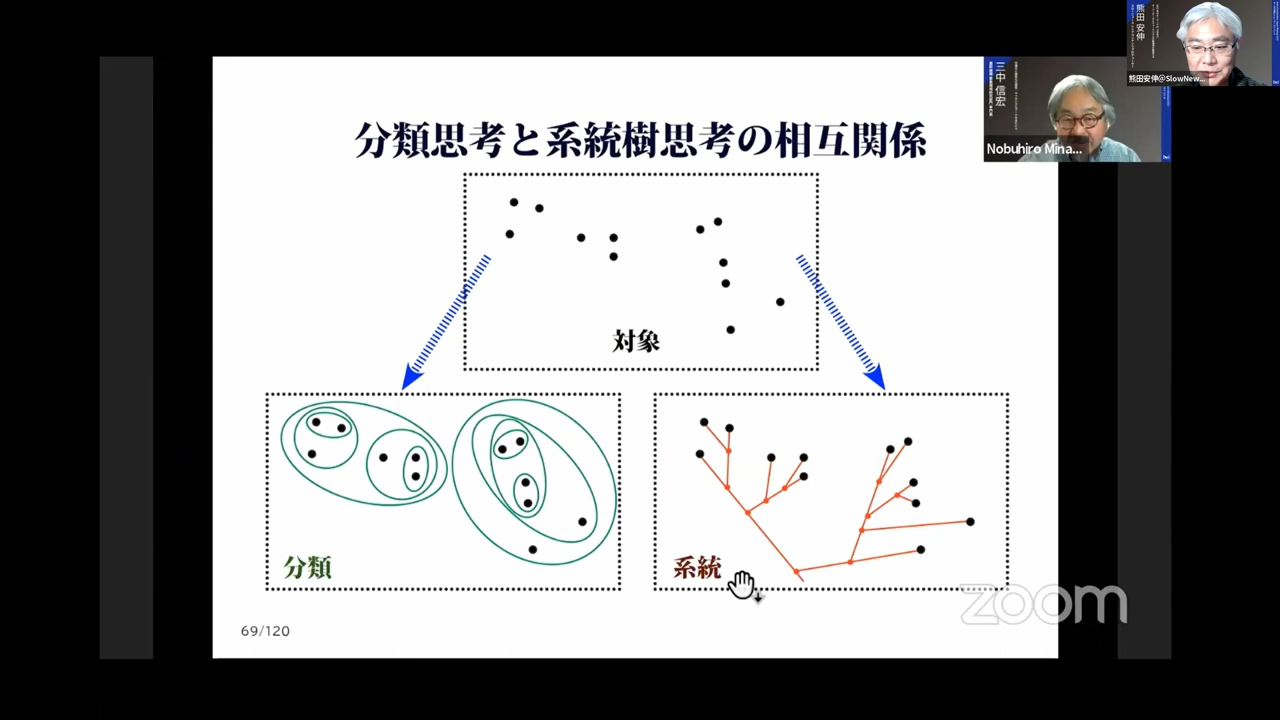 熊田 安伸
熊田安伸@SlowNew...
三中 信宏
Nobuhiro Mina...
分類思考と系統樹思考の相互関係
対象
分類
系統
zoom
69/120